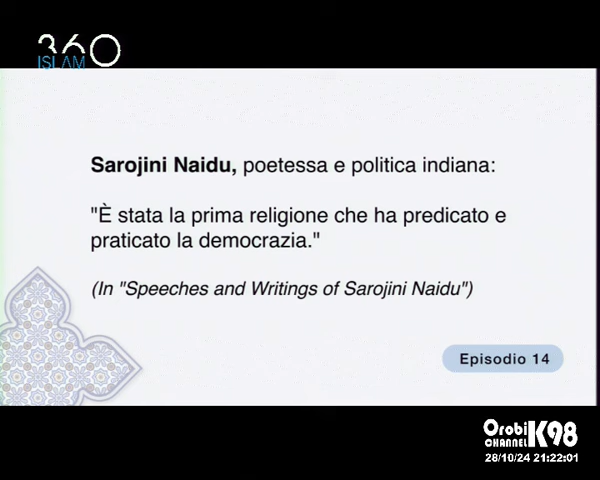 360
ISLAM
Sarojini Naidu, poetessa e politica indiana:
"È stata la prima religione che ha predicato e
praticato la democrazia."
(In "Speeches and Writings of Sarojini Naidu")
Episodio 14
Orobi
CHANNEL K98
28/10/24 21:22:01